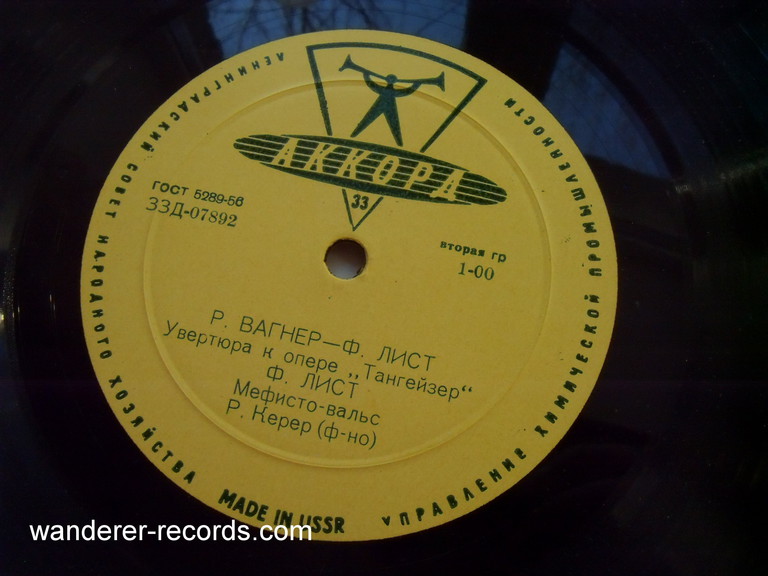 ЛЕНИНГРАДСКИЙ СОВЕТ НАРОДНОГО ХОЗЯЙСТВА
УПРАВЛЕНИЕ ХИМИЧЕСКОЙ ПРОМЫШЛЕННОСТИ
АККОРД
33
ГОСТ 5289-56
33Д-07892
вторая гр
1-00
Р. ВАГНЕР—Ф. ЛИСТ
Увертюра к опере „Тангейзер“
Ф. ЛИСТ
Мефисто-вальс
Р. Керер (ф-но)
MADE IN USSR
wanderer-records.com